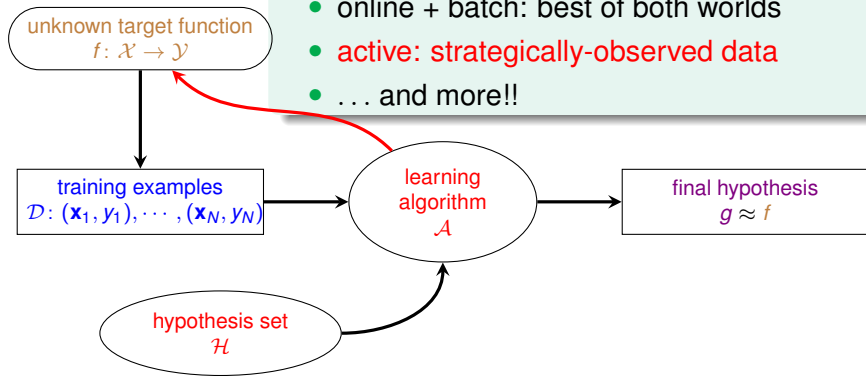 • online + batch: best of both worlds
• active: strategically-observed data
• . . . and more!!
unknown target function
f : 𝒳 → 𝒴
training examples
𝒟 : (𝐱₁, y₁), ⋯ , (𝐱_N, y_N)
learning
algorithm
𝒜
final hypothesis
g ≈ f
hypothesis set
ℋ